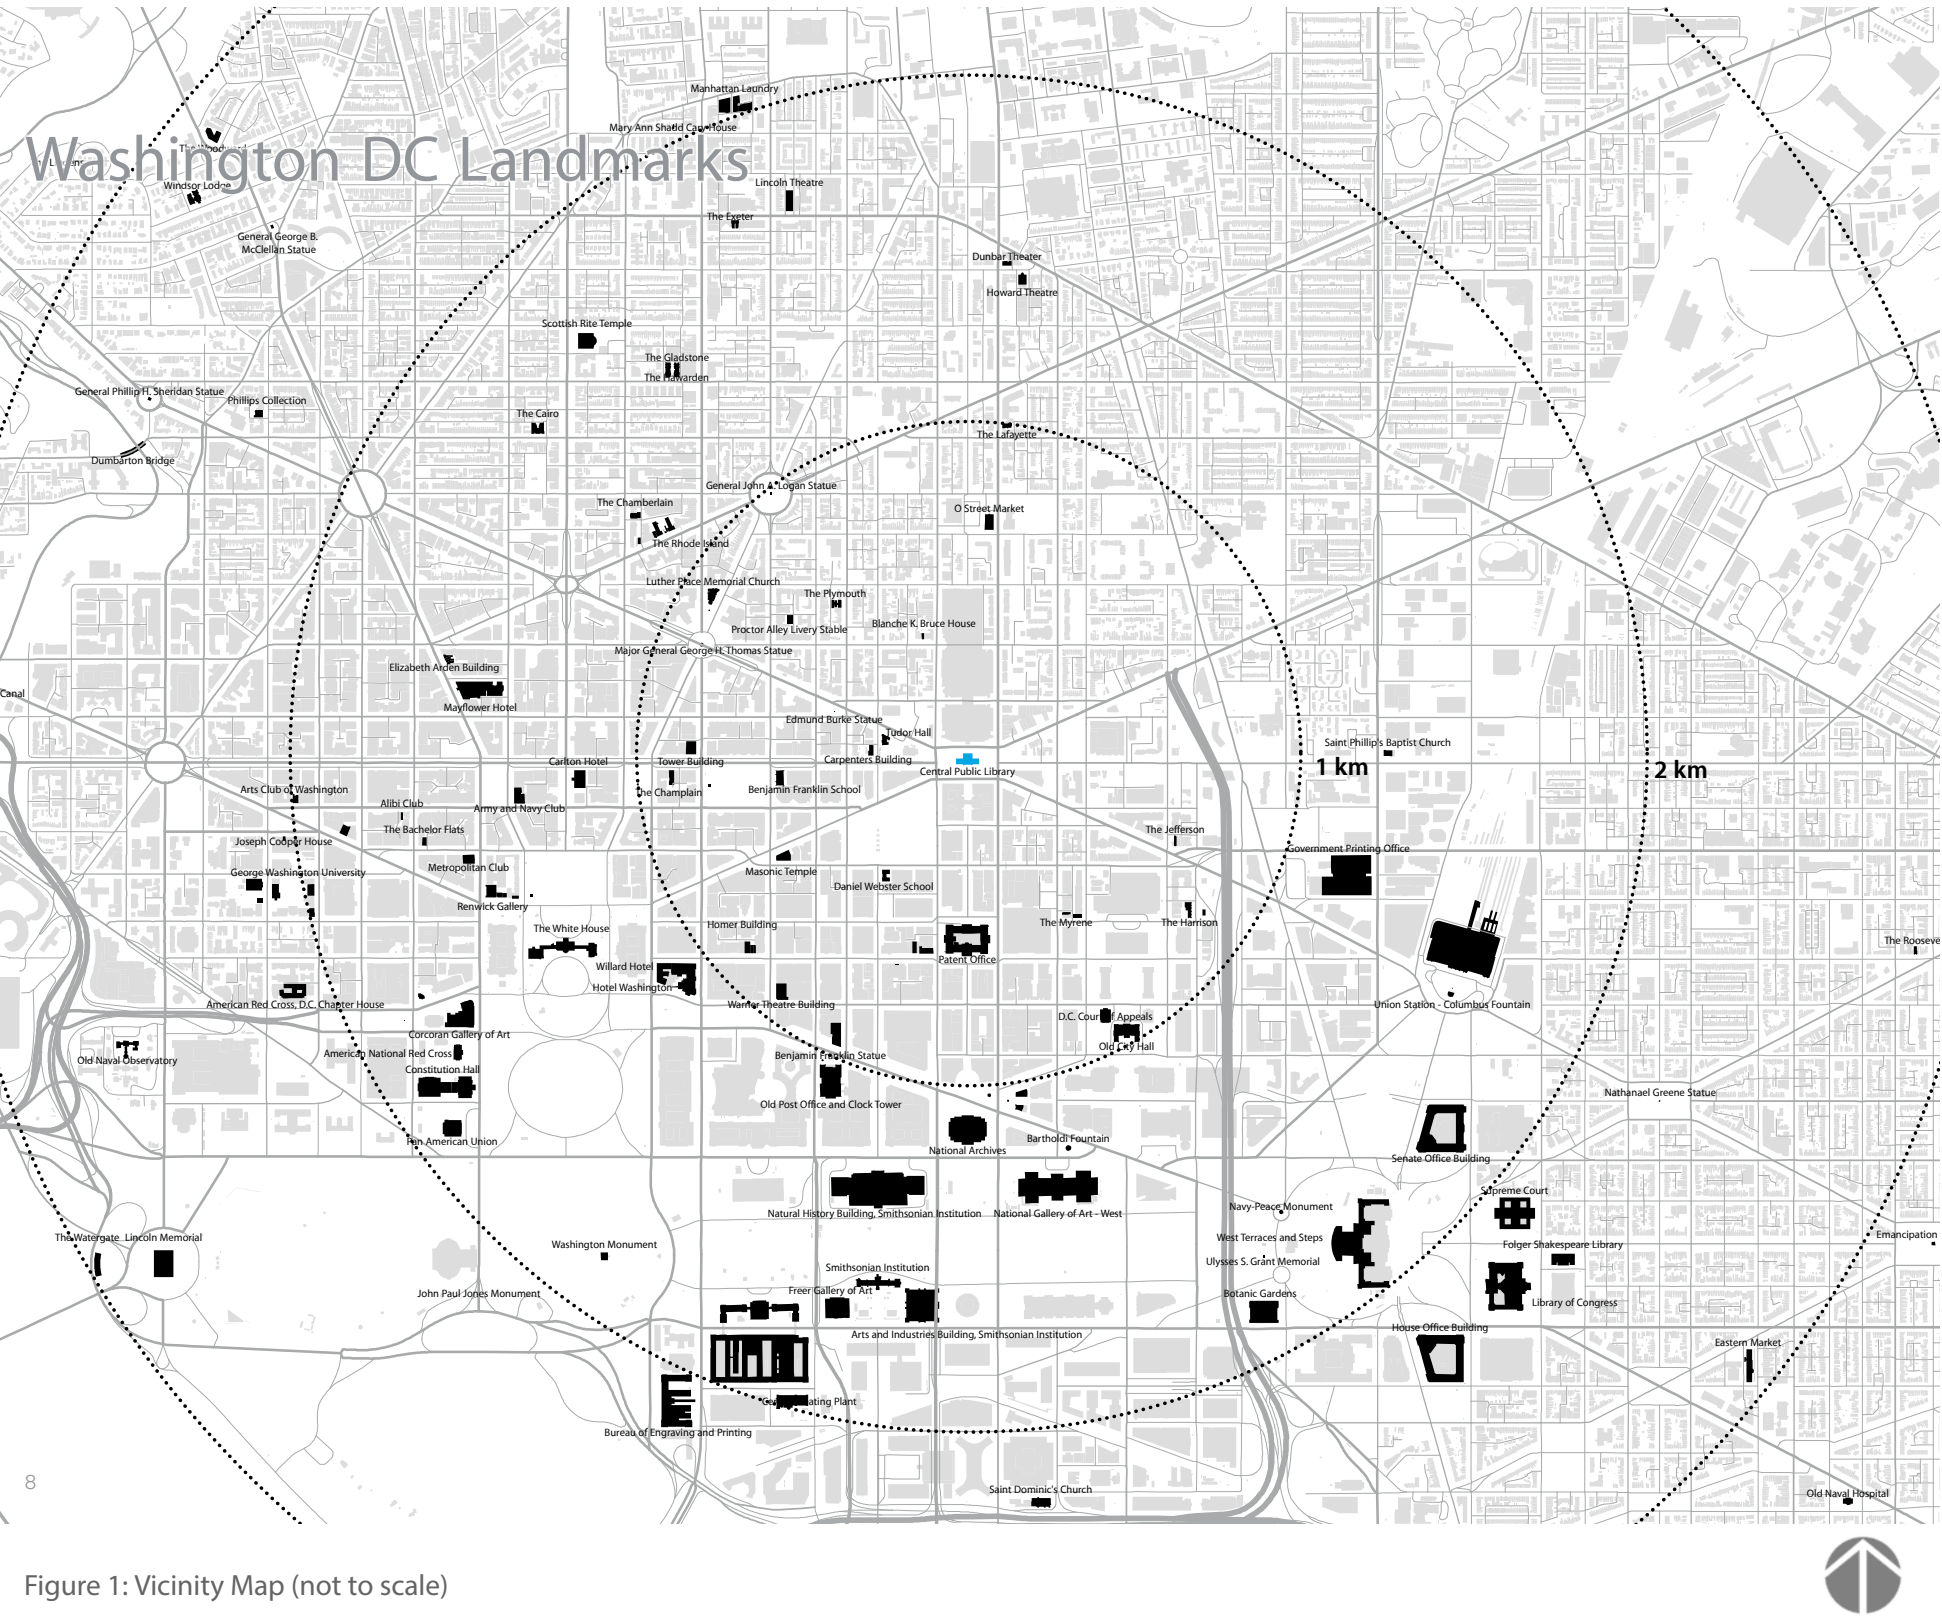 Washington DC Landmarks
Manhattan Laundry
Mary Ann Shadd Cary House
Windsor Lodge
Lincoln Theatre
The Exeter
General George B.
McClellan Statue
Dunbar Theater
Howard Theatre
Scottish Rite Temple
The Gladstone
The Hawarden
General Phillip H. Sheridan Statue
Phillips Collection
The Cairo
The Lafayette
Dumbarton Bridge
General John A. Logan Statue
The Chamberlain
O Street Market
The Rhode Island
Luther Place Memorial Church
The Plymouth
Proctor Alley Livery Stable
Blanche K. Bruce House
Major General George H. Thomas Statue
Elizabeth Arden Building
Canal
Mayflower Hotel
Edmund Burke Statue
Tudor Hall
Carpenters Building
Saint Phillip's Baptist Church
Carlton Hotel
Tower Building
Central Public Library
1 km
2 km
Arts Club of Washington
The Champlain
Benjamin Franklin School
Alibi Club
Army and Navy Club
The Bachelor Flats
The Jefferson
Joseph Cooper House
Government Printing Office
Metropolitan Club
George Washington University
Masonic Temple
Daniel Webster School
Renwick Gallery
The White House
Homer Building
The Myrene
The Harrison
The Rooseve
Patent Office
Willard Hotel
Hotel Washington
American Red Cross, D.C. Chapter House
Warner Theatre Building
Union Station - Columbus Fountain
D.C. Court of Appeals
Corcoran Gallery of Art
Old City Hall
American National Red Cross
Benjamin Franklin Statue
Old Naval Observatory
Constitution Hall
Nathanael Greene Statue
Old Post Office and Clock Tower
Pan American Union
Bartholdi Fountain
National Archives
Senate Office Building
Supreme Court
Natural History Building, Smithsonian Institution
National Gallery of Art - West
Navy-Peace Monument
The Watergate
Lincoln Memorial
Washington Monument
West Terraces and Steps
Folger Shakespeare Library
Emancipation
Ulysses S. Grant Memorial
Smithsonian Institution
Freer Gallery of Art
John Paul Jones Monument
Botanic Gardens
Library of Congress
Arts and Industries Building, Smithsonian Institution
House Office Building
Eastern Market
Plant
Bureau of Engraving and Printing
8
Saint Dominic's Church
Old Naval Hospital
Figure 1: Vicinity Map (not to scale)